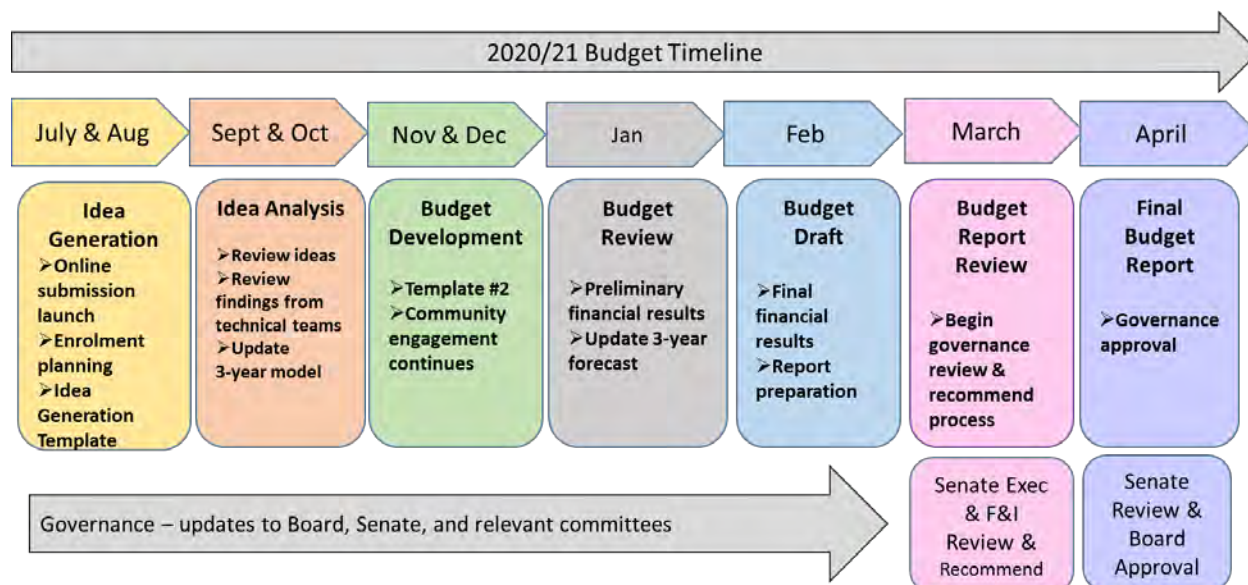 2020/21 Budget Timeline
July & Aug
Sept & Oct
Nov & Dec
Jan
Feb
March
April
Idea
Generation
➢Online
submission
launch
➢Enrolment
planning
➢Idea
Generation
Template
Idea Analysis
➢Review ideas
➢Review
findings from
technical teams
➢Update
3-year model
Budget
Development
➢Template #2
➢Community
engagement
continues
Budget
Review
➢Preliminary
financial results
➢Update 3-year
forecast
Budget
Draft
➢Final
financial
results
➢Report
preparation
Budget
Report
Review
➢Begin
governance
review &
recommend
process
Final
Budget
Report
➢Governance
approval
Governance – updates to Board, Senate, and relevant committees
Senate Exec
& F&I
Review &
Recommend
Senate
Review &
Board
Approval